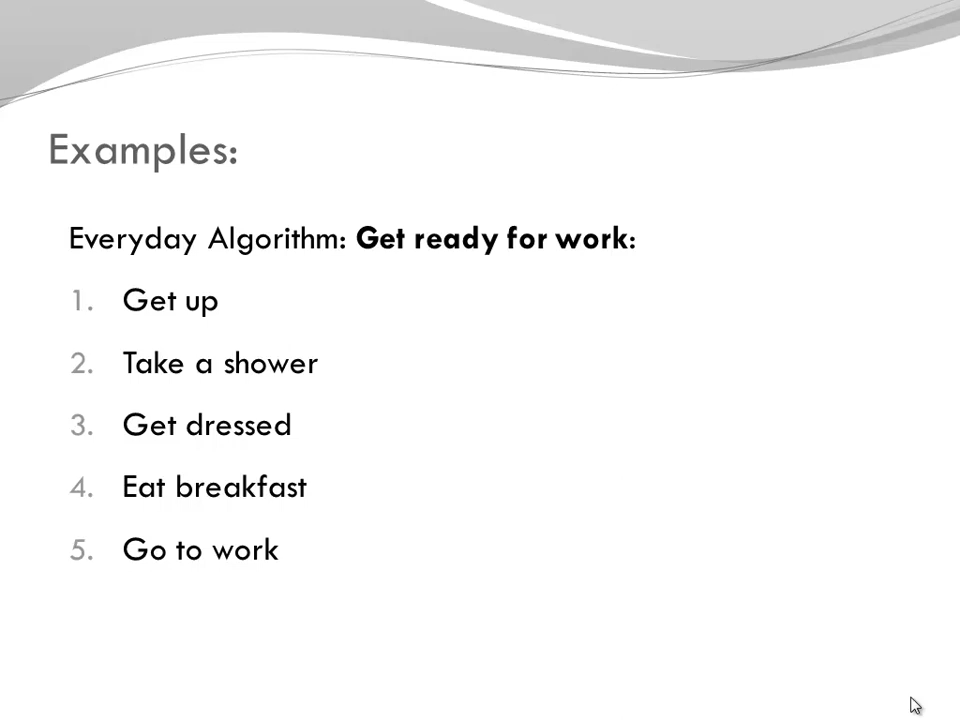 Examples:
Everyday Algorithm: Get ready for work:
1. Get up
2. Take a shower
3. Get dressed
4. Eat breakfast
5. Go to work